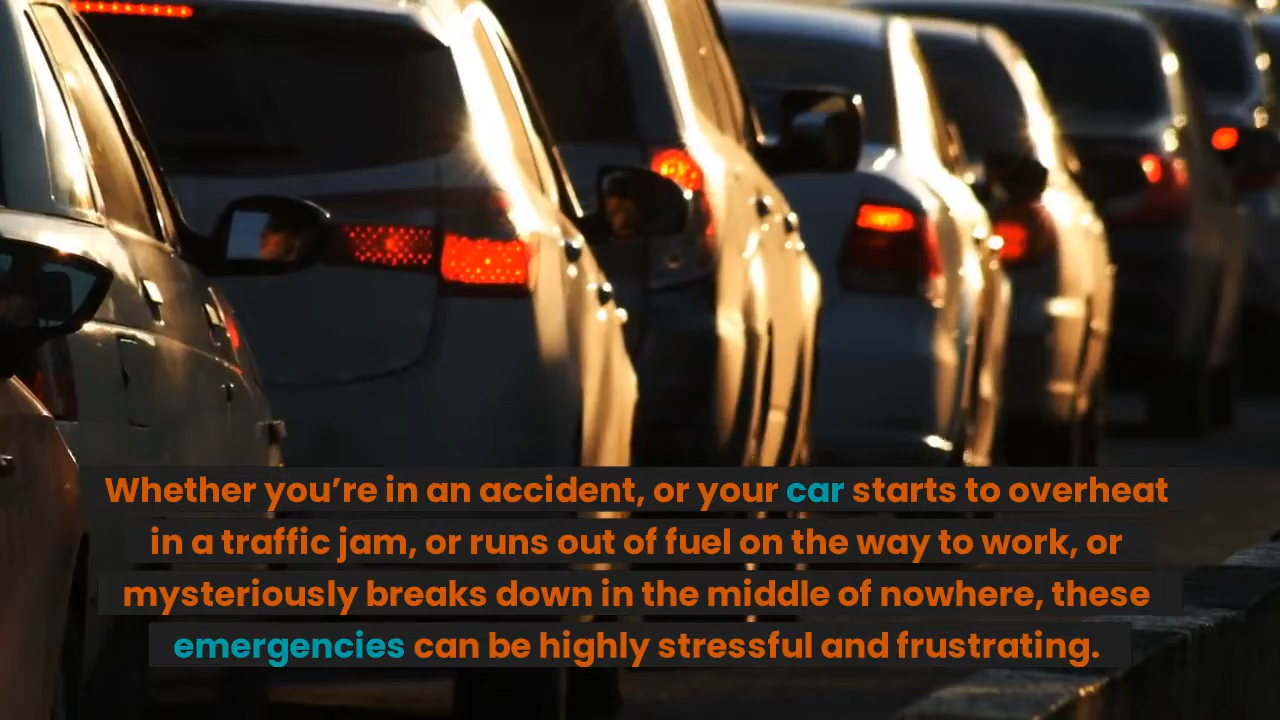 Whether you’re in an accident, or your car starts to overheat
in a traffic jam, or runs out of fuel on the way to work, or
mysteriously breaks down in the middle of nowhere, these
emergencies can be highly stressful and frustrating.